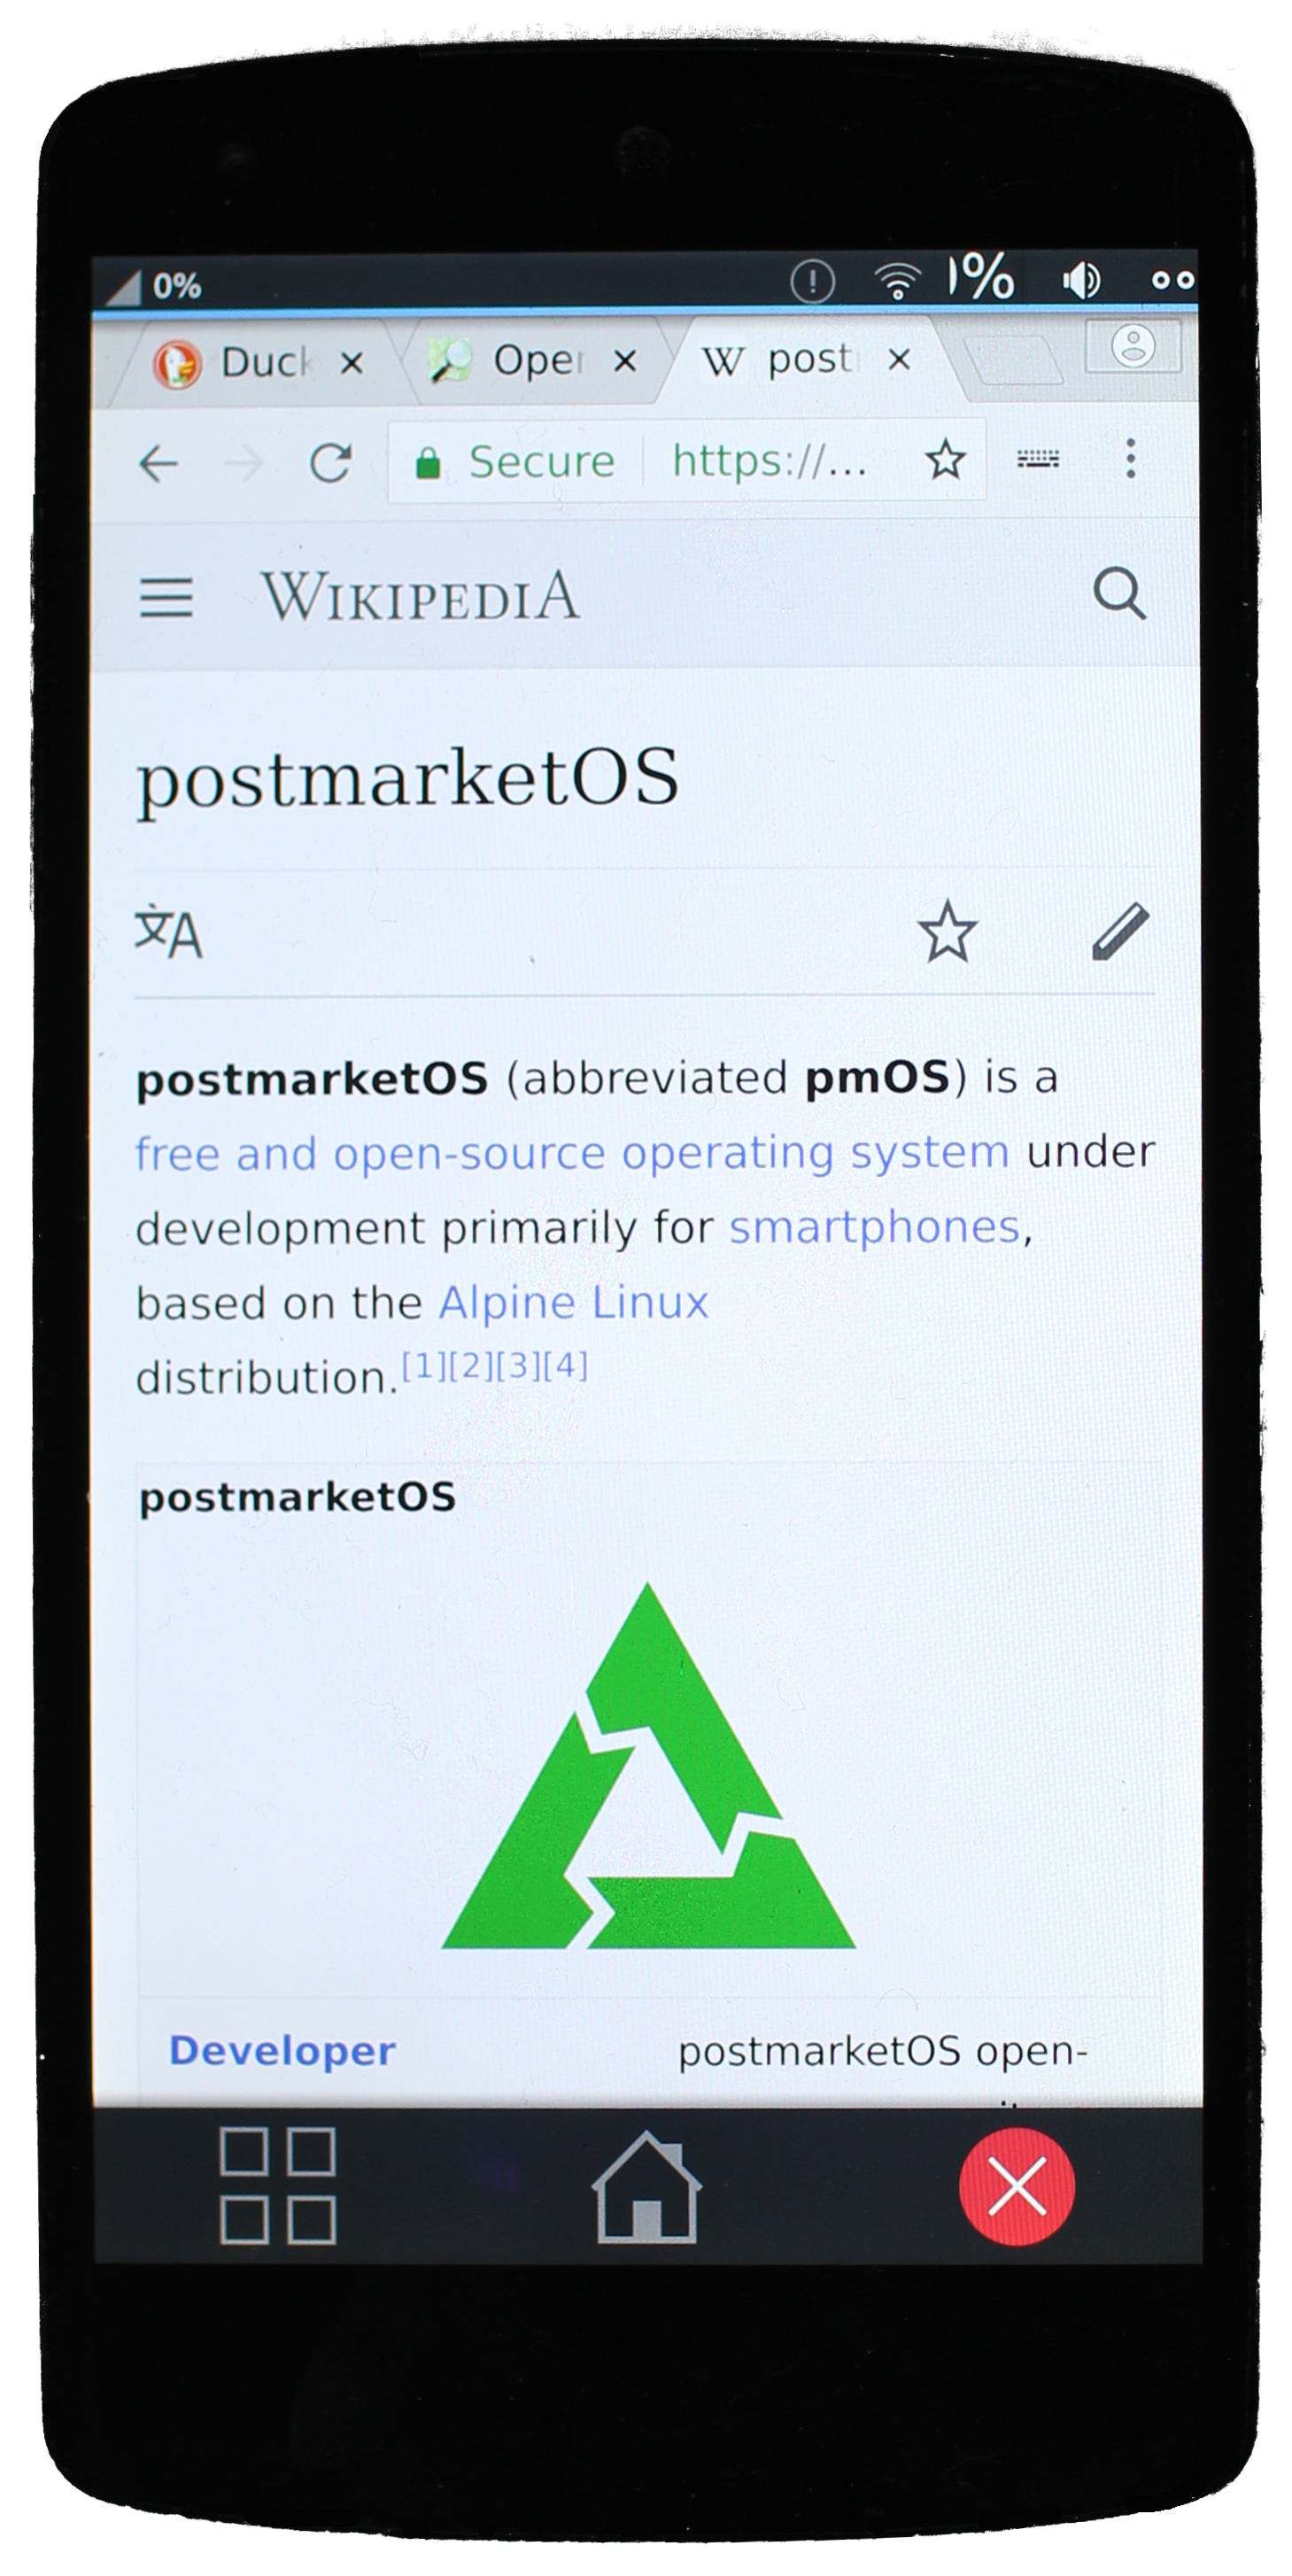 0% 1%
Duck Oper W post
Secure https://...
WIKIPEDIA
postmarketOS
文A
postmarketOS (abbreviated pmOS) is a
free and open-source operating system under
development primarily for smartphones,
based on the Alpine Linux
distribution.[1][2][3][4]
postmarketOS
Developer postmarketOS open-